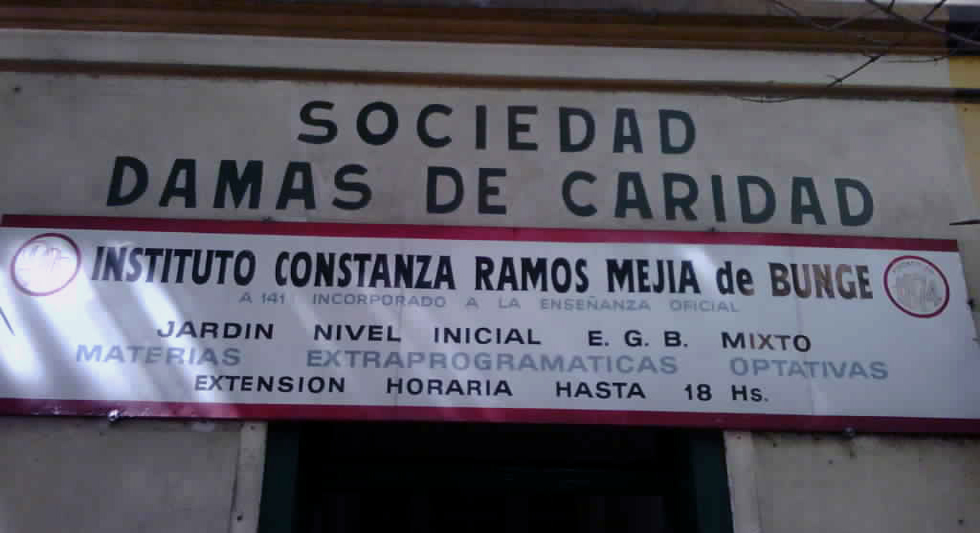 SOCIEDAD
DAMAS DE CARIDAD
INSTITUTO CONSTANZA RAMOS MEJIA de BUNGE
A 141 INCORPORADO A LA ENSEÑANZA OFICIAL
JARDIN NIVEL INICIAL E. G. B. MIXTO
MATERIAS EXTRAPROGRAMATICAS OPTATIVAS
EXTENSION HORARIA HASTA 18 Hs.